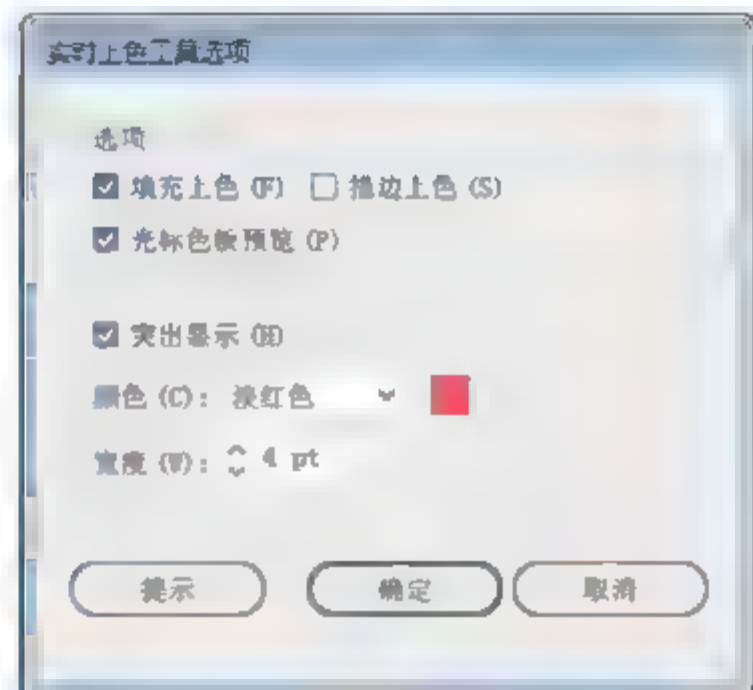 实时上色工具选项
选项
填充上色 (F) 描边上色 (S)
光标色板预览 (P)
突出显示 (H)
颜色 (C): 淡红色
宽度 (W): 4 pt
提示 确定 取消